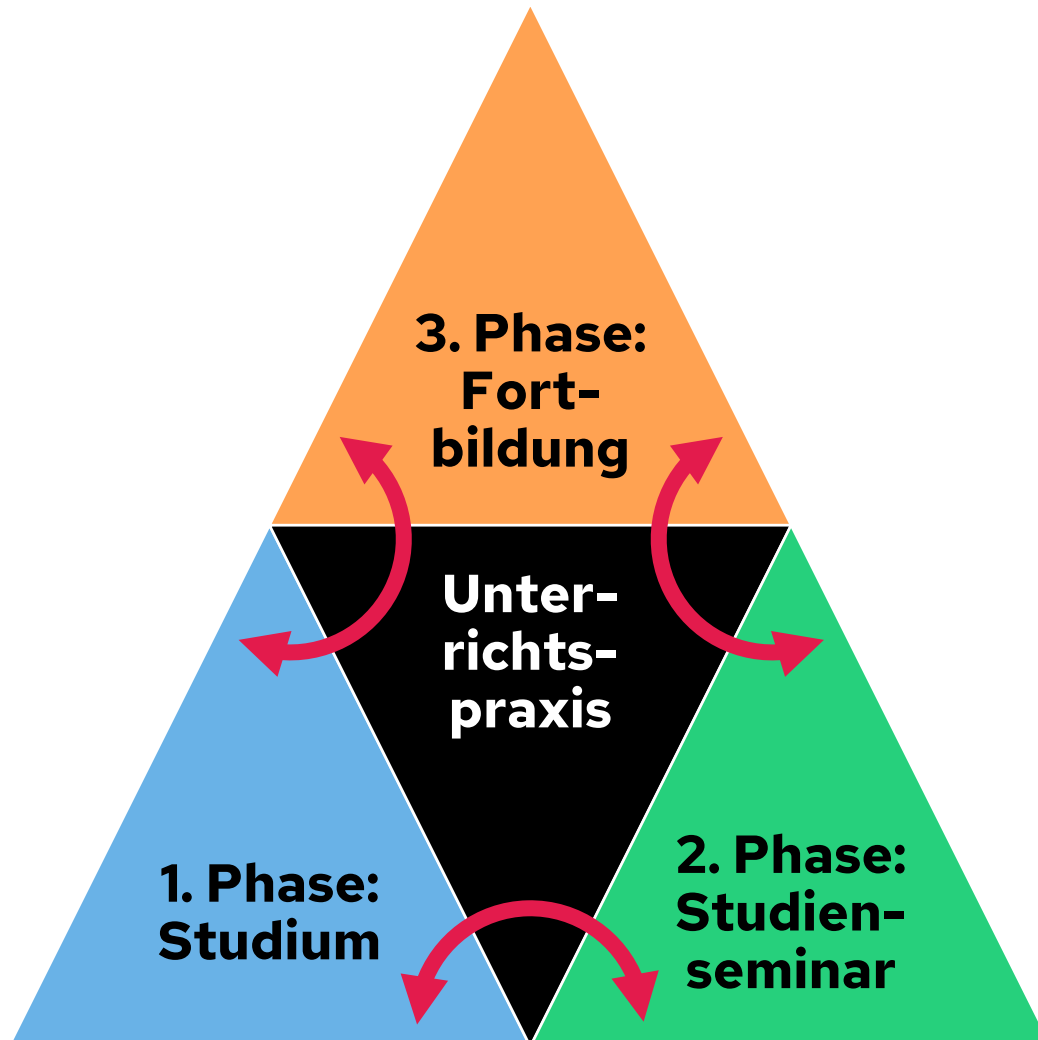 3. Phase:
Fort-
bildung
Unter-
richts-
praxis
1. Phase:
Studium
2. Phase:
Studien-
seminar